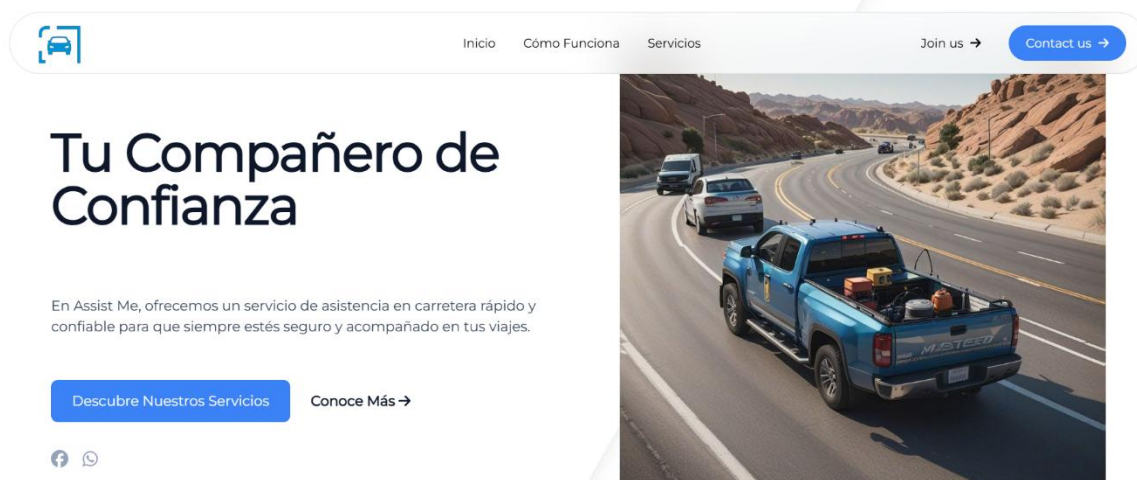 Inicio Cómo Funciona Servicios Join us → Contact us →
Tu Compañero de
Confianza
En Assist Me, ofrecemos un servicio de asistencia en carretera rápido y
confiable para que siempre estés seguro y acompañado en tus viajes.
Descubre Nuestros Servicios Conoce Más →